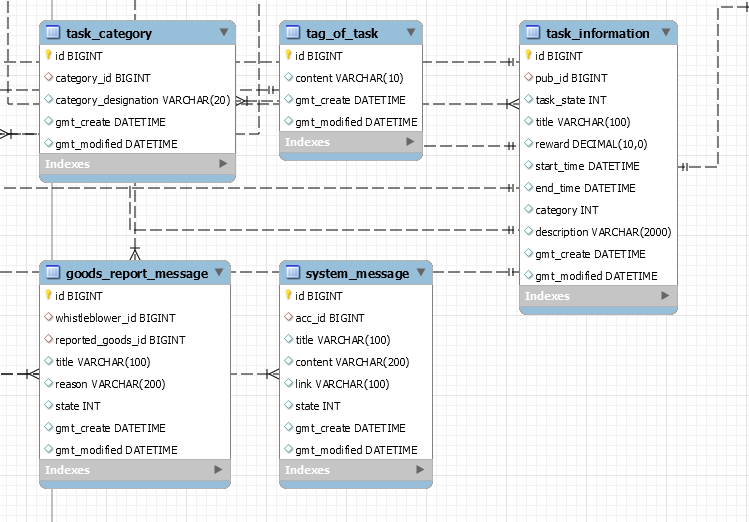 task_category
id BIGINT
category_id BIGINT
category_designation VARCHAR(20)
gmt_create DATETIME
gmt_modified DATETIME
Indexes
tag_of_task
id BIGINT
content VARCHAR(10)
gmt_create DATETIME
gmt_modified DATETIME
Indexes
task_information
id BIGINT
pub_id BIGINT
task_state INT
title VARCHAR(100)
reward DECIMAL(10,0)
start_time DATETIME
end_time DATETIME
category INT
description VARCHAR(2000)
gmt_create DATETIME
gmt_modified DATETIME
Indexes
goods_report_message
id BIGINT
whistleblower_id BIGINT
reported_goods_id BIGINT
title VARCHAR(100)
reason VARCHAR(200)
state INT
gmt_create DATETIME
gmt_modified DATETIME
Indexes
system_message
id BIGINT
acc_id BIGINT
title VARCHAR(100)
content VARCHAR(200)
link VARCHAR(100)
state INT
gmt_create DATETIME
gmt_modified DATETIME
Indexes